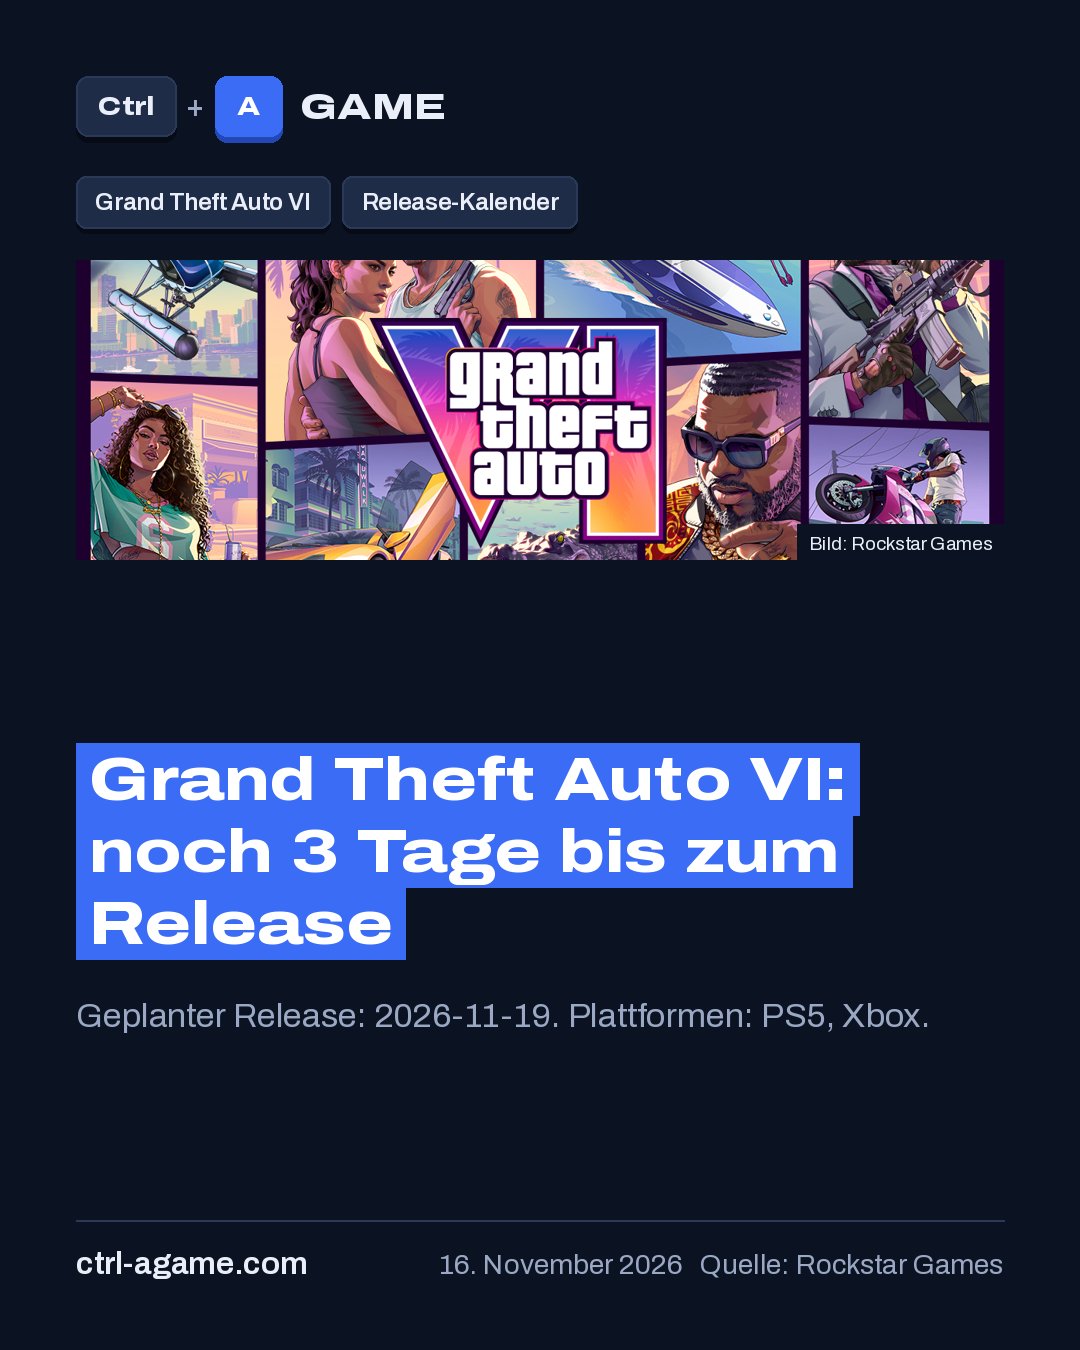 Ctrl + A GAME
Grand Theft Auto VI Release-Kalender
grand
theft
auto
VI
Bild: Rockstar Games
Grand Theft Auto VI:
noch 3 Tage bis zum
Release
Geplanter Release: 2026-11-19. Plattformen: PS5, Xbox.
ctrl-agame.com 16. November 2026 Quelle: Rockstar Games